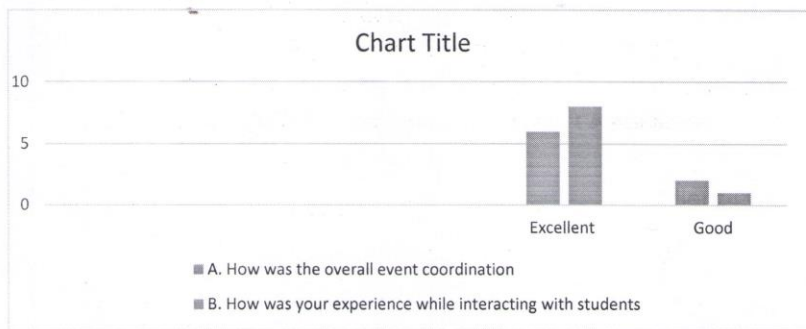 Chart Title
10
5
0
Excellent Good
A. How was the overall event coordination
B. How was your experience while interacting with students